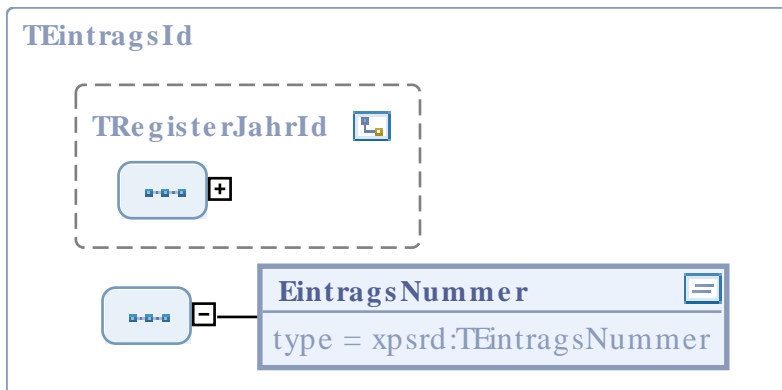 TEintragsId
TRegisterJahrId
EintragsNummer
type = xpsrd:TEintragsNummer